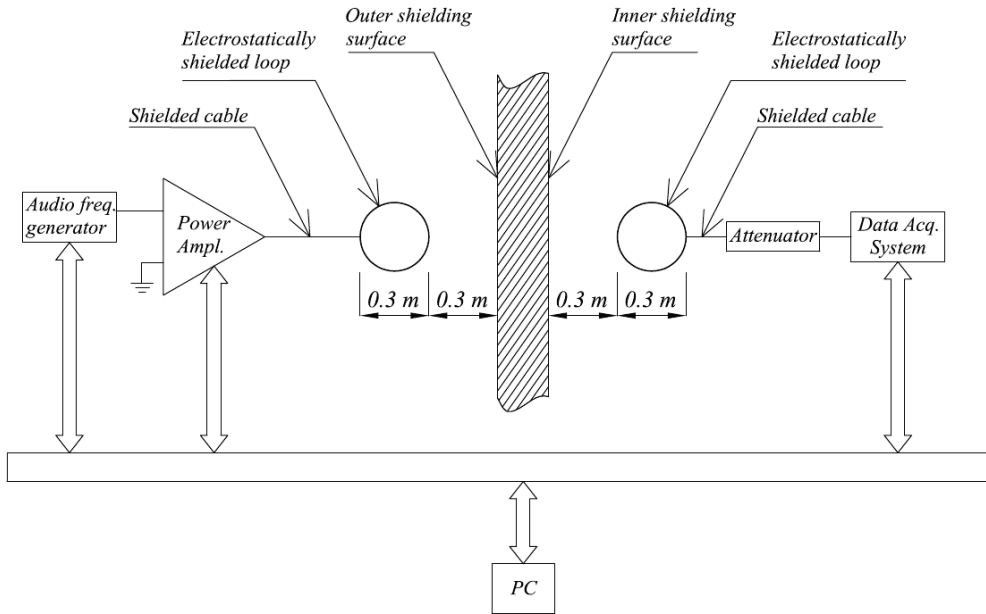 Outer shielding
surface
Inner shielding
surface
Electrostatically
shielded loop
Electrostatically
shielded loop
Shielded cable
Shielded cable
Audio freq.
generator
Power
Ampl.
Attenuator
Data Acq.
System
0.3 m
0.3 m
0.3 m
0.3 m
PC